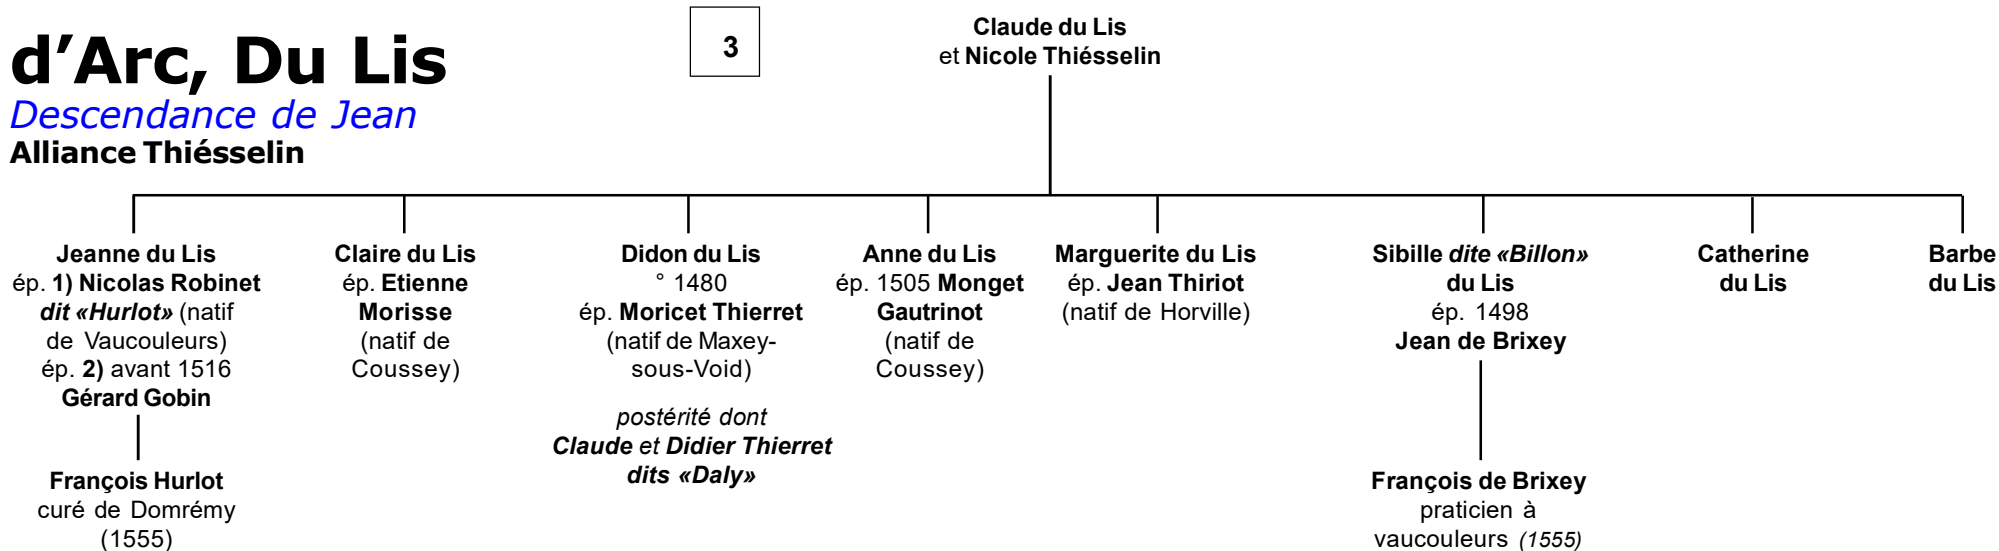 d’Arc, Du Lis
Descendance de Jean
Alliance Thiésselin
3
Claude du Lis
et Nicole Thiésselin
Jeanne du Lis
ép. 1) Nicolas Robinet
dit «Hurlot» (natif
de Vaucouleurs)
ép. 2) avant 1516
Gérard Gobin
François Hurlot
curé de Domrémy
(1555)
Claire du Lis
ép. Etienne
Morisse
(natif de
Coussey)
Didon du Lis
° 1480
ép. Moricet Thierret
(natif de Maxey-
sous-Void)
postérité dont
Claude et Didier Thierret
dits «Daly»
Anne du Lis
ép. 1505 Monget
Gautrinot
(natif de
Coussey)
Marguerite du Lis
ép. Jean Thiriot
(natif de Horville)
Sibille dite «Billon»
du Lis
ép. 1498
Jean de Brixey
François de Brixey
praticien à
vaucouleurs (1555)
Catherine
du Lis
Barbe
du Lis